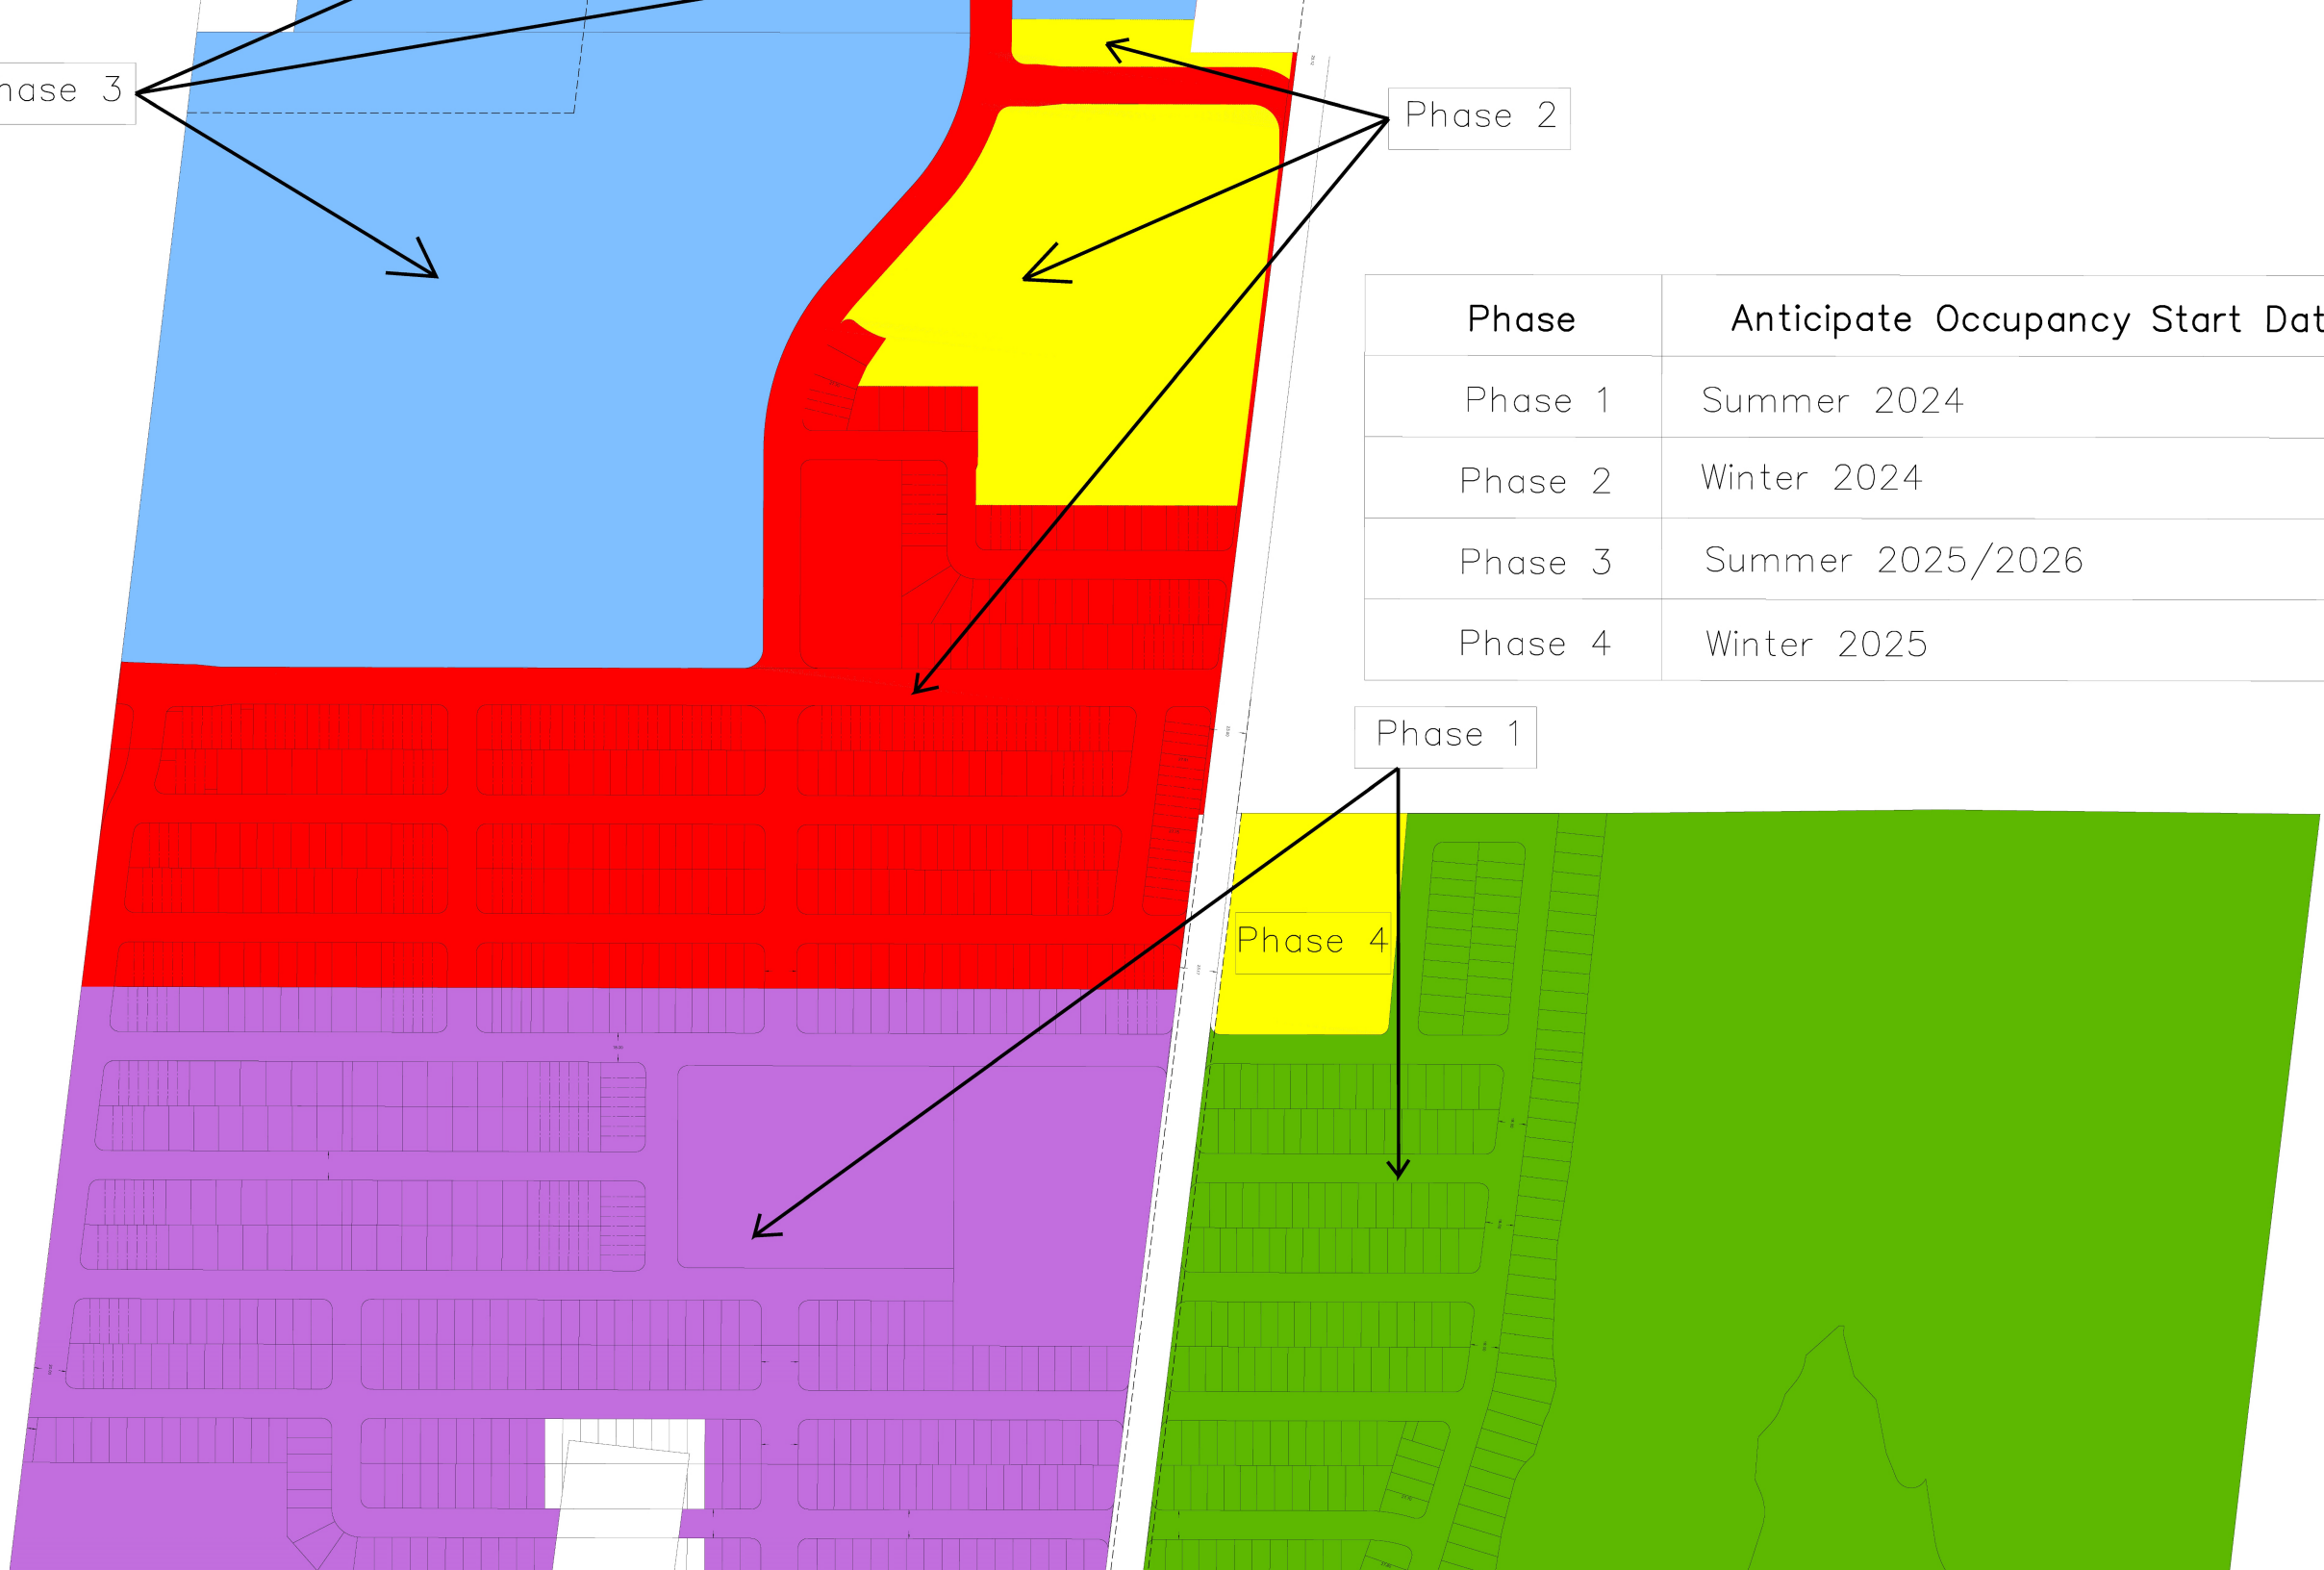 hase 3
Phase 2
Phase Anticipate Occupancy Start Dat
Phase 1 Summer 2024
Phase 2 Winter 2024
Phase 3 Summer 2025/2026
Phase 4 Winter 2025
Phase 1
Phase 4